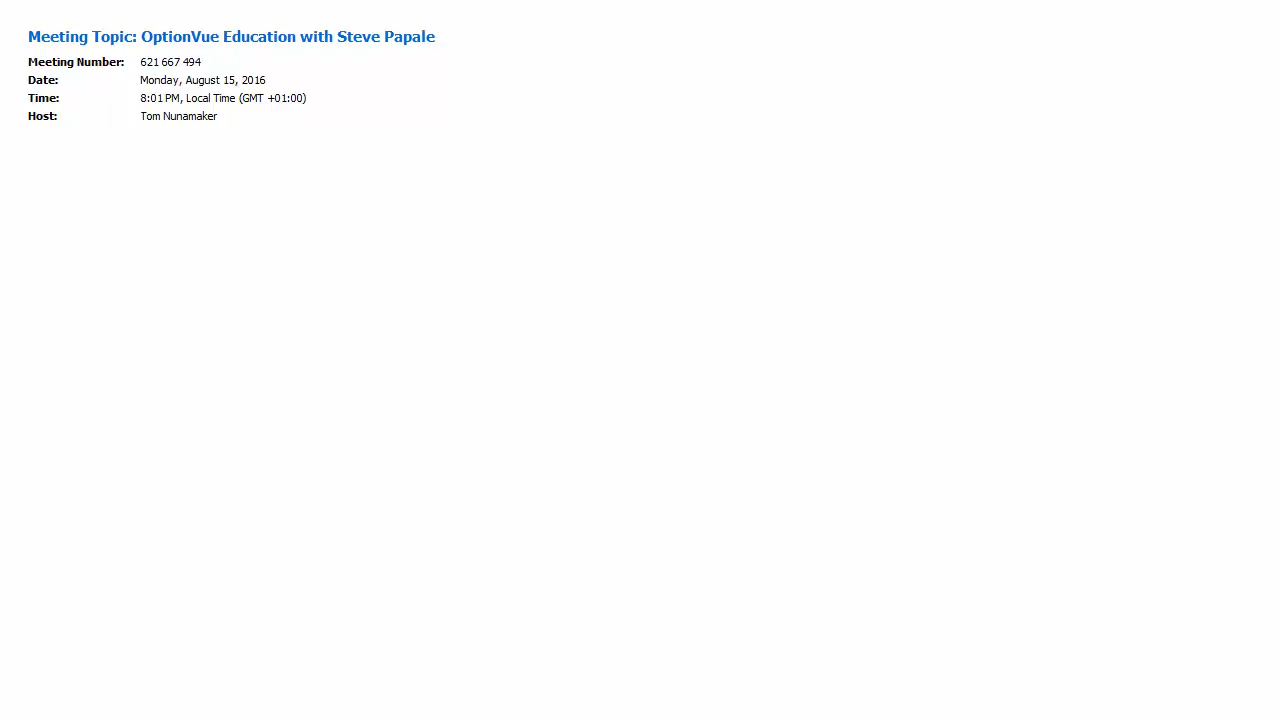 Meeting Topic: OptionVue Education with Steve Papale
Meeting Number: 621 667 494
Date: Monday, August 15, 2016
Time: 8:01 PM, Local Time (GMT +01:00)
Host: Tom Nunamaker